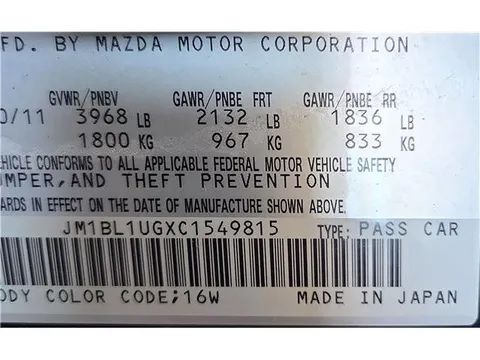 MFD. BY MAZDA MOTOR CORPORATION
GVWR/PNBV GAWR/PNBE FRT GAWR/PNBE RR
0/11 3968 LB 2132 LB 1836 LB
1800 KG 967 KG 833 KG
VEHICLE CONFORMS TO ALL APPLICABLE FEDERAL MOTOR VEHICLE SAFETY
BUMPER, AND THEFT PREVENTION
ARDS IN EFFECT ON THE DATE OF MANUFACTURE SHOWN ABOVE.
JM1BL1UGXC1549815 TYPE: PASS CAR
ODY COLOR CODE;16W MADE IN JAPAN